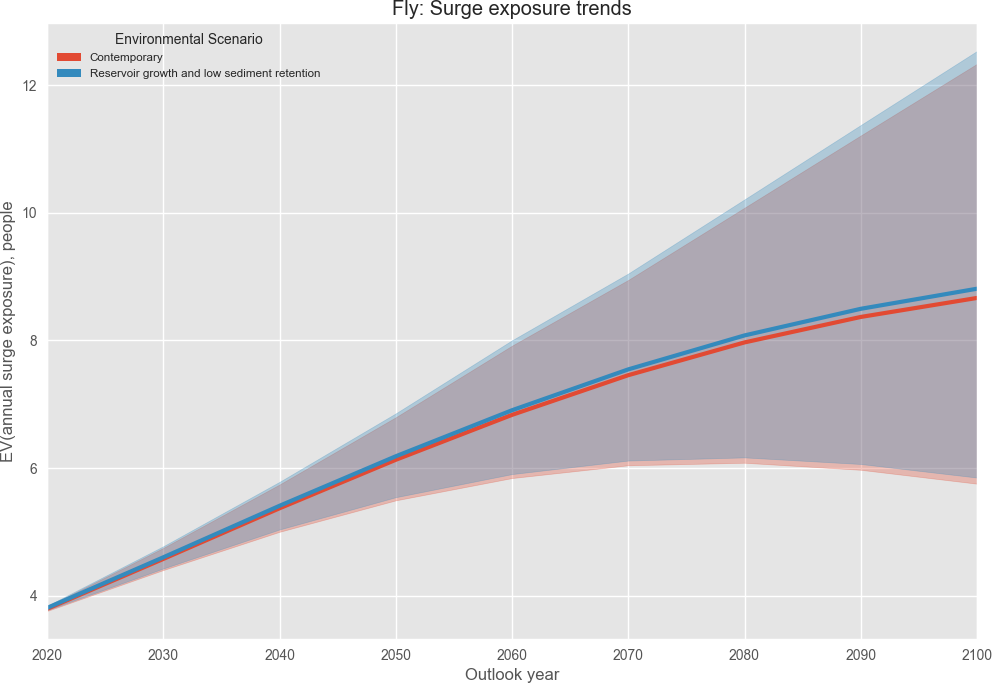 Fly: Surge exposure trends
Environmental Scenario
Contemporary
Reservoir growth and low sediment retention
EV(annual surge exposure), people
12
10
8
6
4
2020 2030 2040 2050 2060 2070 2080 2090 2100
Outlook year